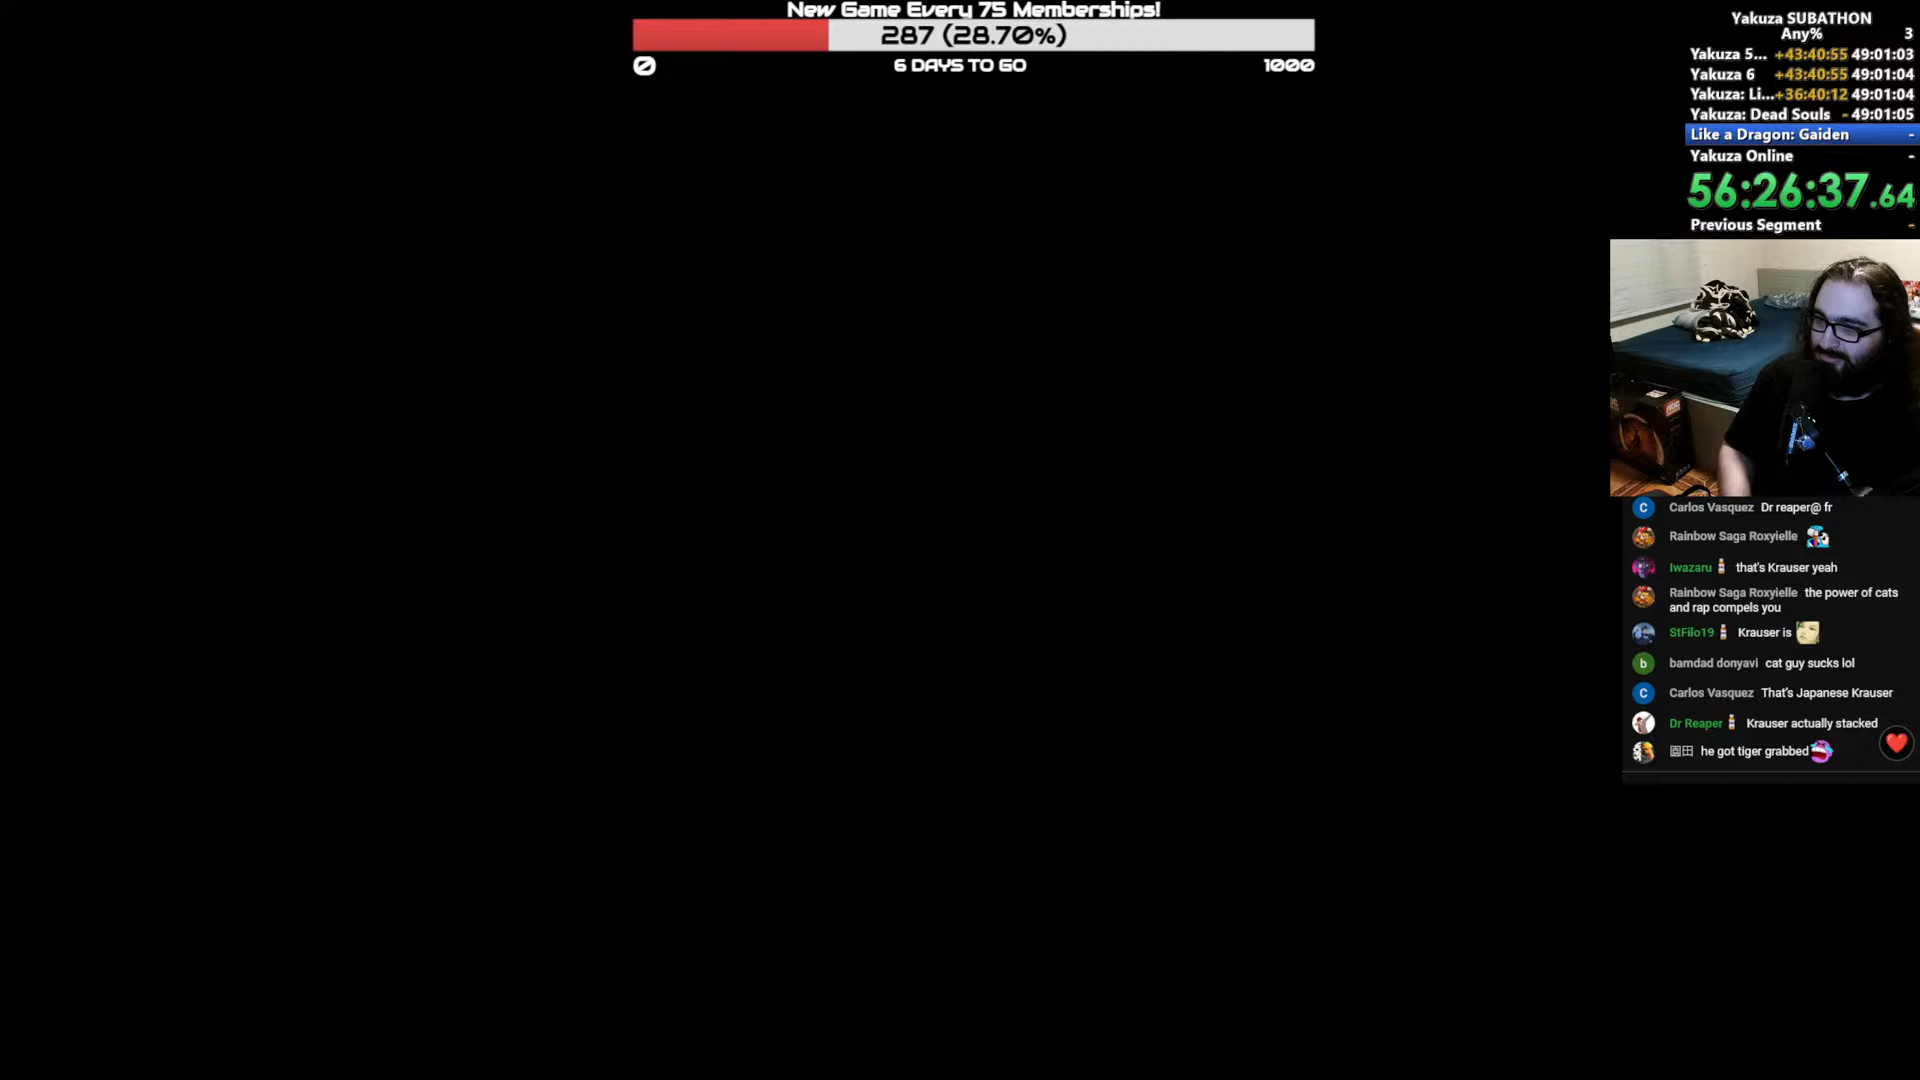 New Game Every 75 Memberships!
287 (28.70%)
0
6 DAYS TO GO
1000
Yakuza SUBATHON
Any%
3
Yakuza 5... +43:40:55 49:01:03
Yakuza 6 +43:40:55 49:01:04
Yakuza: Li...+36:40:12 49:01:04
Yakuza: Dead Souls - 49:01:05
Like a Dragon: Gaiden -
Yakuza Online -
56:26:37.64
Previous Segment -
C Carlos Vasquez Dr reaper@ fr
Rainbow Saga Roxyielle
Iwazaru that's Krauser yeah
Rainbow Saga Roxyielle the power of cats
and rap compels you
StFilo19 Krauser is
b bamdad donyavi cat guy sucks lol
C Carlos Vasquez That's Japanese Krauser
Dr Reaper Krauser actually stacked
園田 he got tiger grabbed